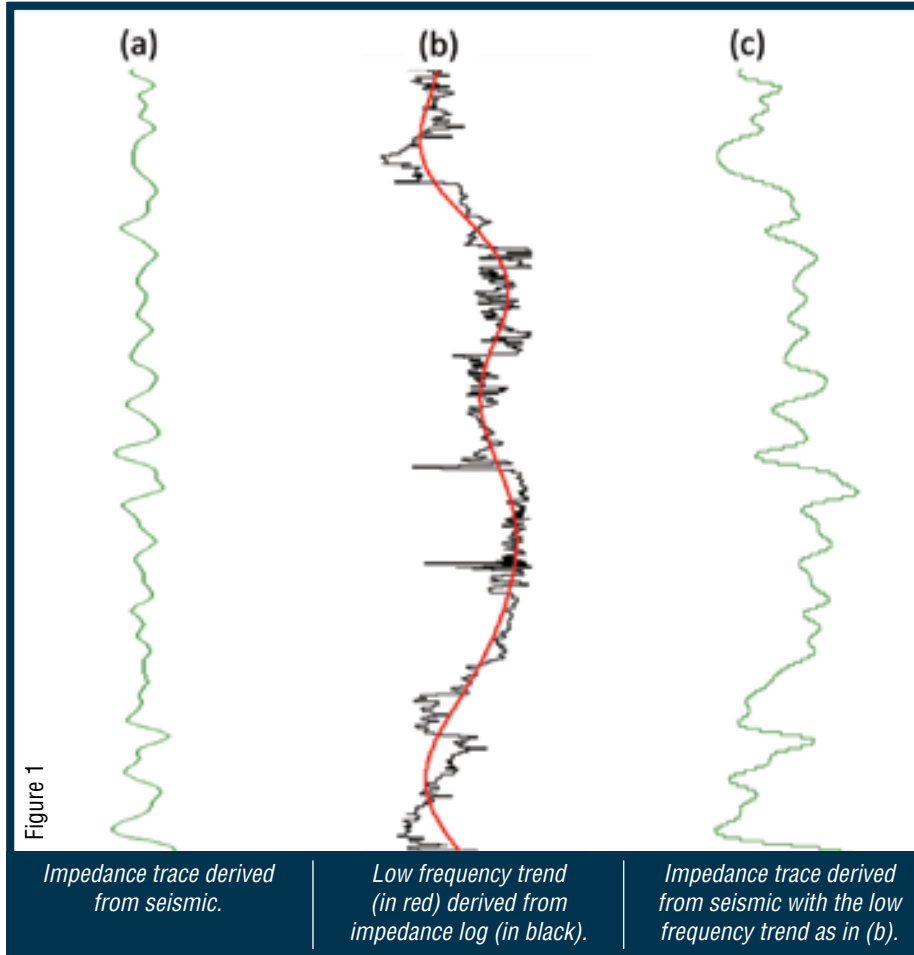 (a)
(b)
(c)
Figure 1
Impedance trace derived
from seismic.
Low frequency trend
(in red) derived from
impedance log (in black).
Impedance trace derived
from seismic with the low
frequency trend as in (b).